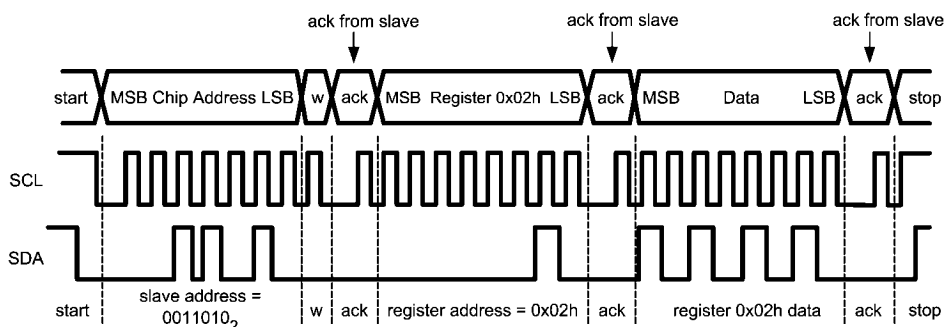 ack from slave ack from slave ack from slave
start MSB Chip Address LSB w ack MSB Register 0x02h LSB ack MSB Data LSB ack stop
SCL
SDA
start slave address = w ack register address = 0x02h ack register 0x02h data ack stop
0011010₂